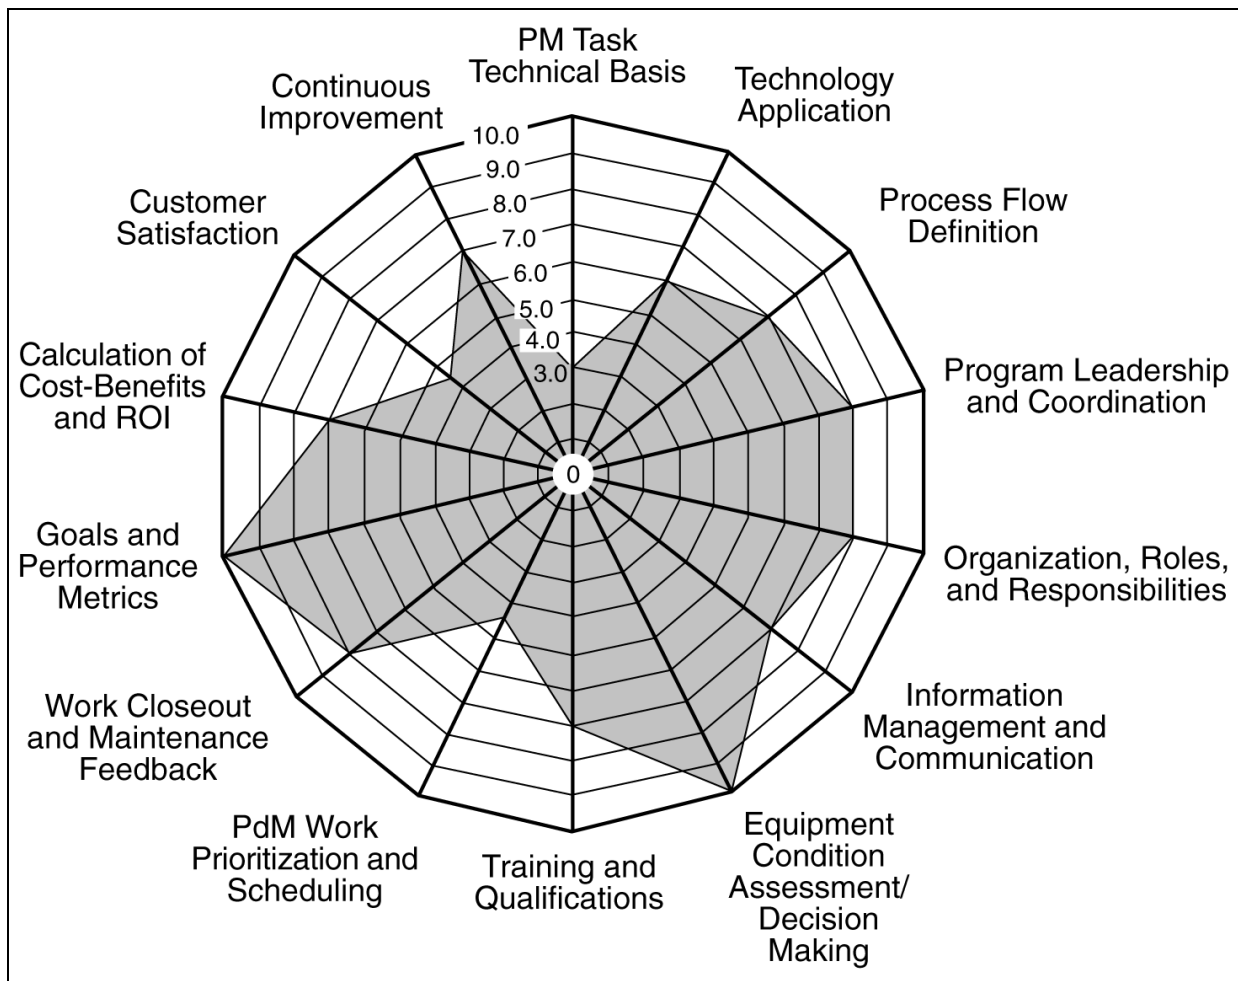 PM Task
Technical Basis
Technology
Application
Process Flow
Definition
Program Leadership
and Coordination
Organization, Roles,
and Responsibilities
Information
Management and
Communication
Equipment
Condition
Assessment/
Decision
Making
Training and
Qualifications
PdM Work
Prioritization and
Scheduling
Work Closeout
and Maintenance
Feedback
Goals and
Performance
Metrics
Calculation of
Cost-Benefits
and ROI
Customer
Satisfaction
Continuous
Improvement
10.0
9.0
8.0
7.0
6.0
5.0
4.0
3.0
0